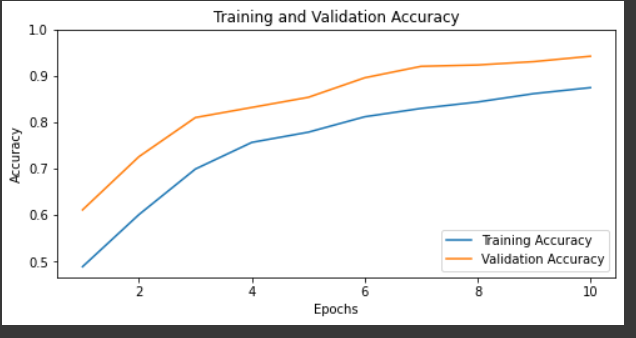 Training and Validation Accuracy
1.0
0.9
0.8
0.7
0.6
0.5
Accuracy
Training Accuracy
Validation Accuracy
2 4 6 8 10
Epochs